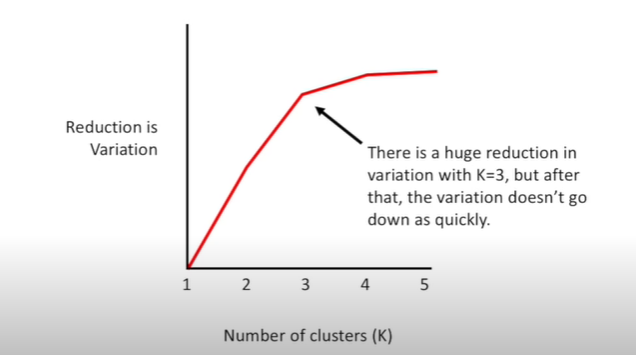 Reduction is
Variation
There is a huge reduction in
variation with K=3, but after
that, the variation doesn't go
down as quickly.
1 2 3 4 5
Number of clusters (K)